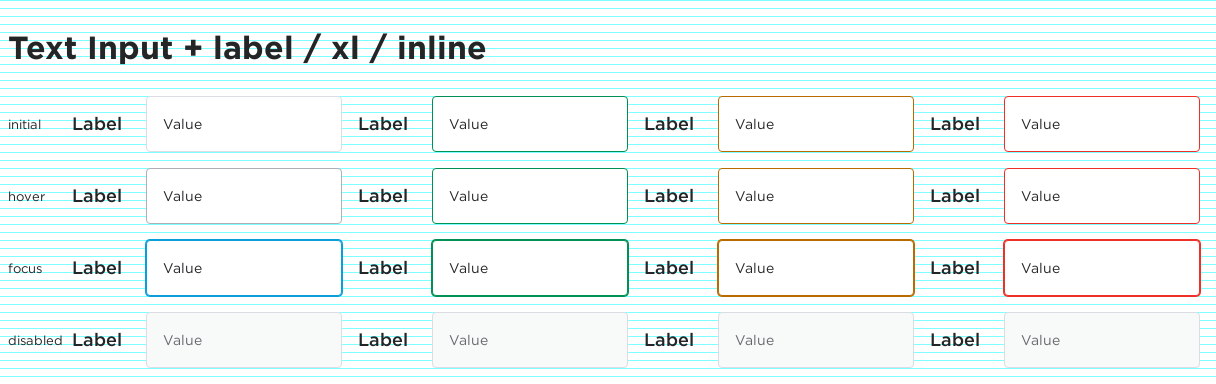 Text Input + label / xl / inline
initial Label Value Label Value Label Value Label Value
hover Label Value Label Value Label Value Label Value
focus Label Value Label Value Label Value Label Value
disabled Label Value Label Value Label Value Label Value